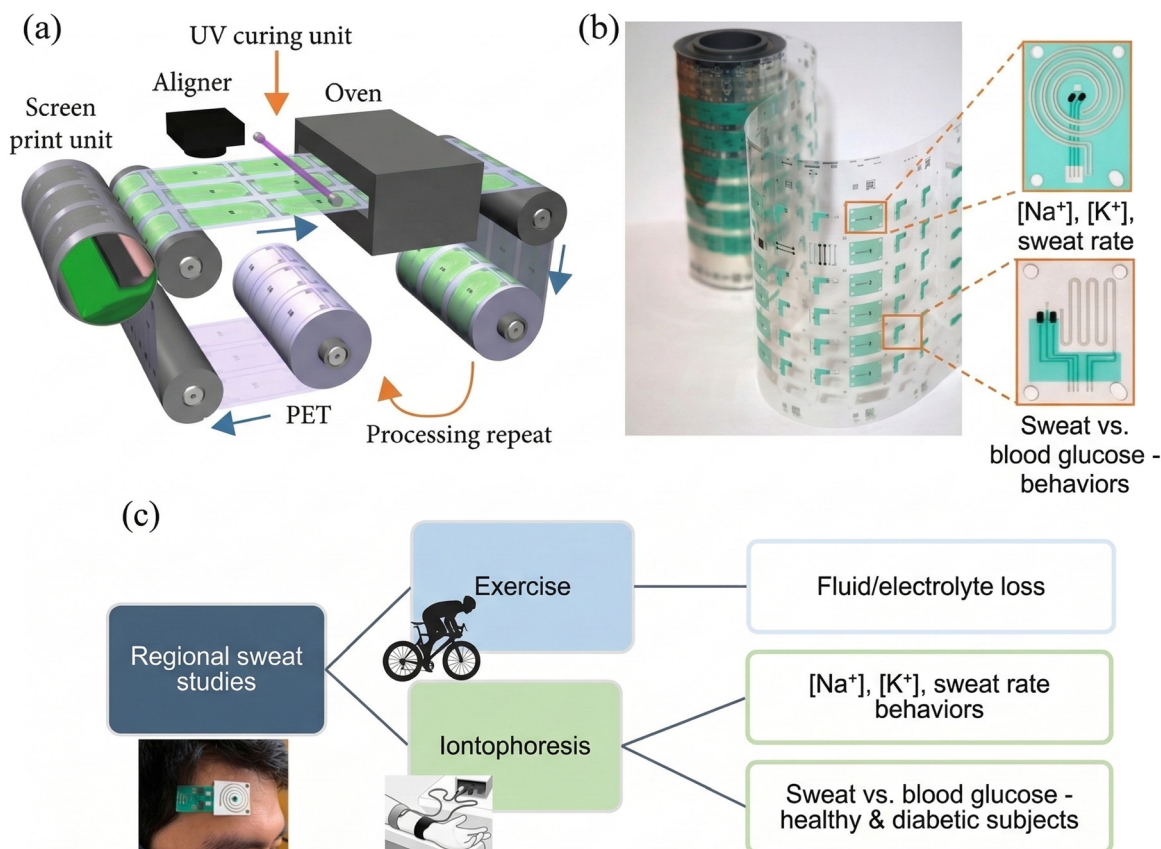 (a)
UV curing unit
Aligner
Oven
Screen
print unit
PET
Processing repeat
(b)
[Na⁺], [K⁺],
sweat rate
Sweat vs.
blood glucose -
behaviors
(c)
Regional sweat
studies
Exercise
Iontophoresis
Fluid/electrolyte loss
[Na⁺], [K⁺], sweat rate
behaviors
Sweat vs. blood glucose -
healthy & diabetic subjects